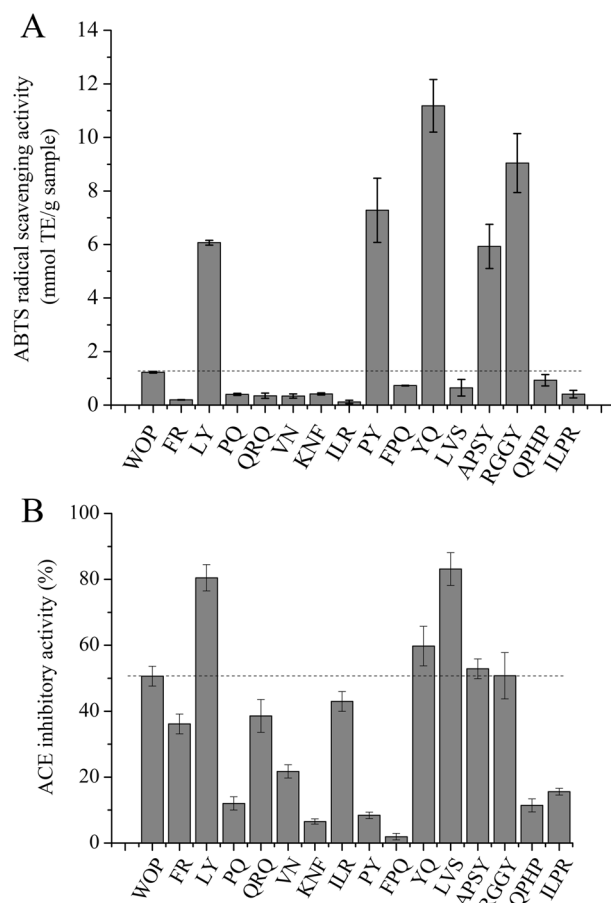 A
ABTS radical scavenging activity
(mmol TE/g sample)
14
12
10
8
6
4
2
0
WOP
FR
LY
PQ
QRQ
VN
KNF
ILR
PY
FPQ
YQ
LVS
APSY
RGGY
QPHP
ILPR
B
ACE inhibitory activity (%)
100
80
60
40
20
0
WOP
FR
LY
PQ
QRQ
VN
KNF
ILR
PY
FPQ
YQ
LVS
APSY
RGGY
QPHP
ILPR